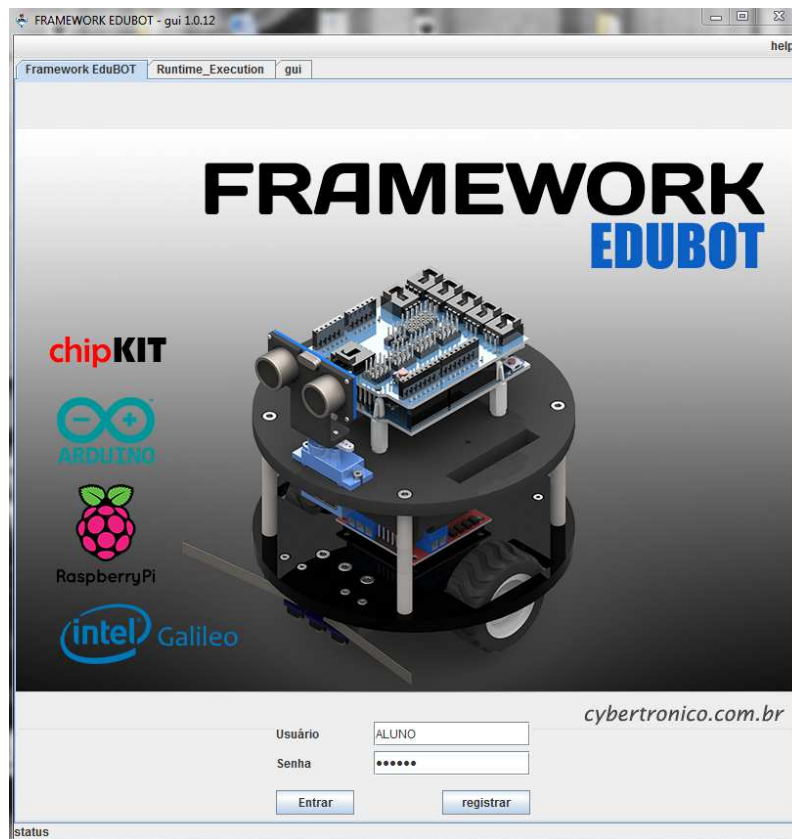 FRAMEWORK EDUBOT - gui 1.0.12
help
Framework EduBOT Runtime_Execution gui
FRAMEWORK
EDUBOT
chipKIT
ARDUINO
RaspberryPi
intel Galileo
cybertronico.com.br
Usuário ALUNO
Senha ••••••
Entrar registrar
status